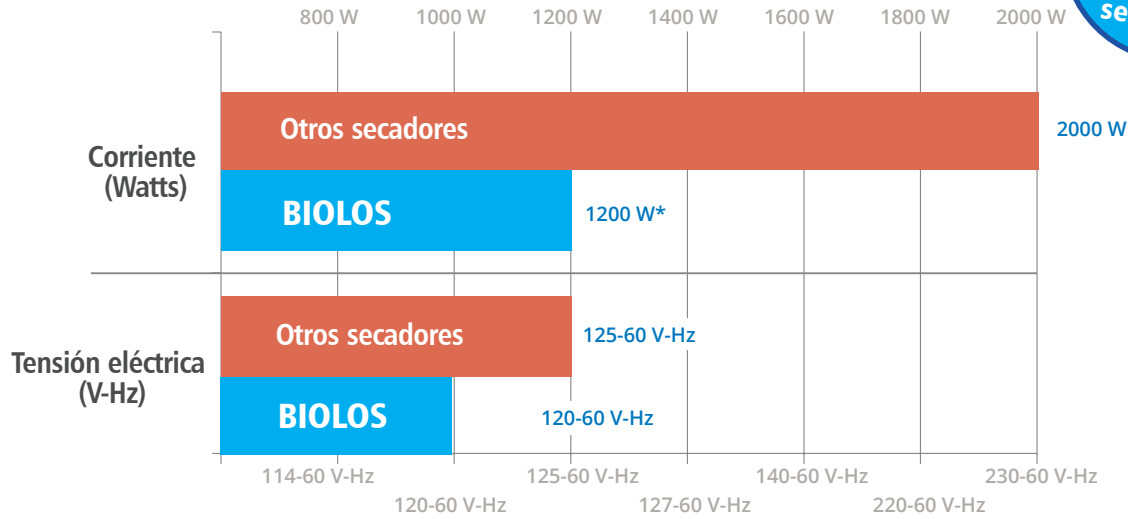 se
800 W 1000 W 1200 W 1400 W 1600 W 1800 W 2000 W
Corriente
(Watts)
Otros secadores
2000 W
BIOLOS
1200 W*
Tensión eléctrica
(V-Hz)
Otros secadores
125-60 V-Hz
BIOLOS
120-60 V-Hz
114-60 V-Hz 125-60 V-Hz 140-60 V-Hz 230-60 V-Hz
120-60 V-Hz 127-60 V-Hz 220-60 V-Hz